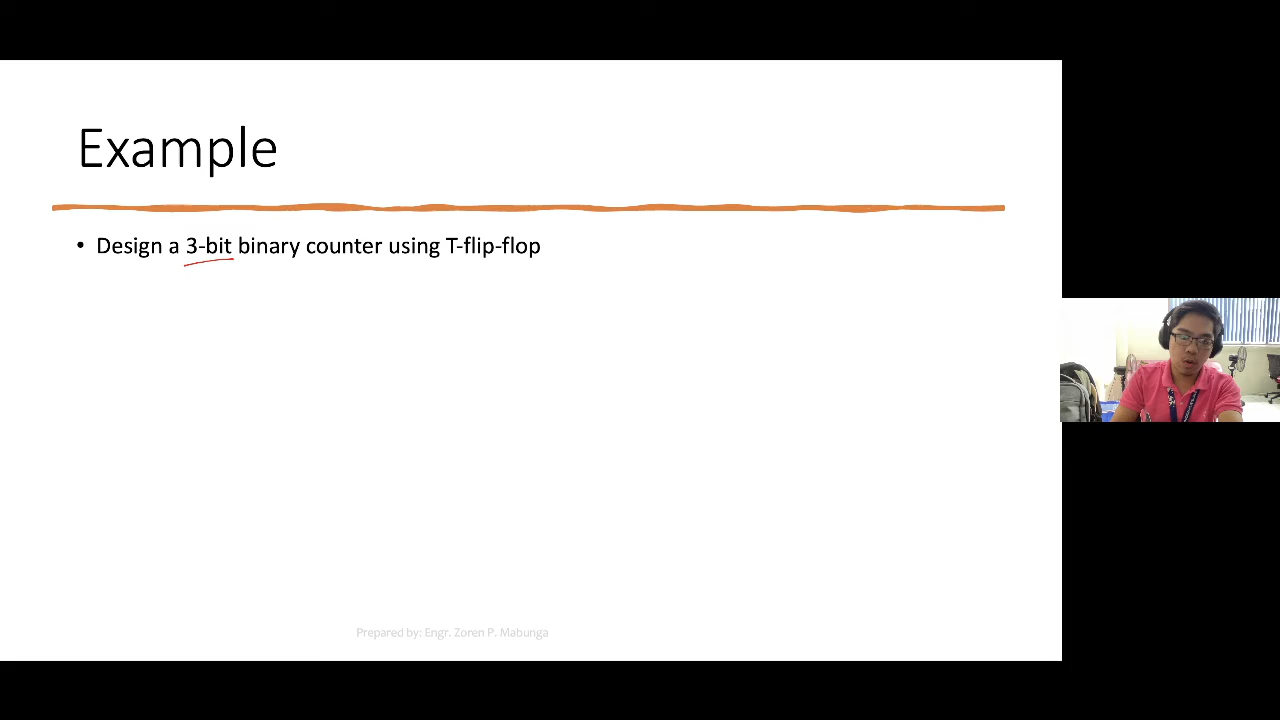 Example
• Design a 3-bit binary counter using T-flip-flop
Prepared by: Engr. Zoren P. Mabunga